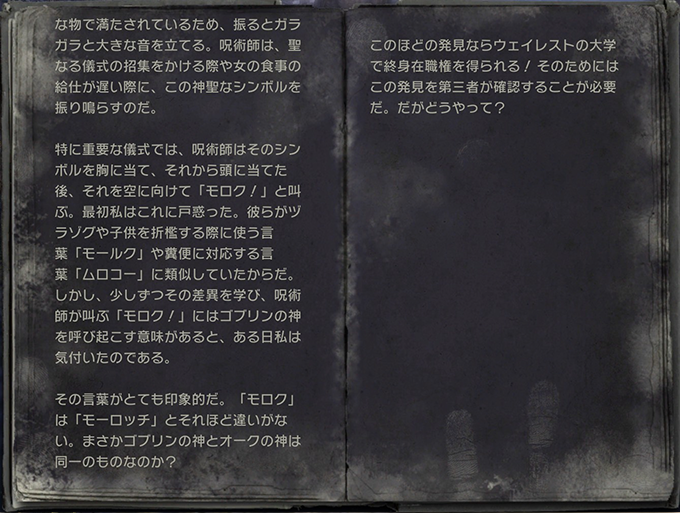 な物で満たされているため、振るとガラ
ガラと大きな音を立てる。呪術師は、聖
なる儀式の招集をかける際や女の食事の
給仕が遅い際に、この神聖なシンボルを
振り鳴らすのだ。
特に重要な儀式では、呪術師はそのシン
ボルを胸に当て、それから頭に当てた
後、それを空に向けて「モロク！」と叫
ぶ。最初私はこれに戸惑った。彼らがヅ
ラゾグや子供を折檻する際に使う言
葉「モールク」や糞便に対応する言
葉「ムロコー」に類似していたからだ。
しかし、少しずつその差異を学び、呪術
師が叫ぶ「モロク！」にはゴブリンの神
を呼び起こす意味があると、ある日私は
気付いたのである。
その言葉がとても印象的だ。「モロク」
は「モーロッチ」とそれほど違いがな
い。まさかゴブリンの神とオークの神は
同一のものなのか？
このほどの発見ならウェイレストの大学
で終身在職権を得られる！そのためには
この発見を第三者が確認することが必要
だ。だがどうやって？